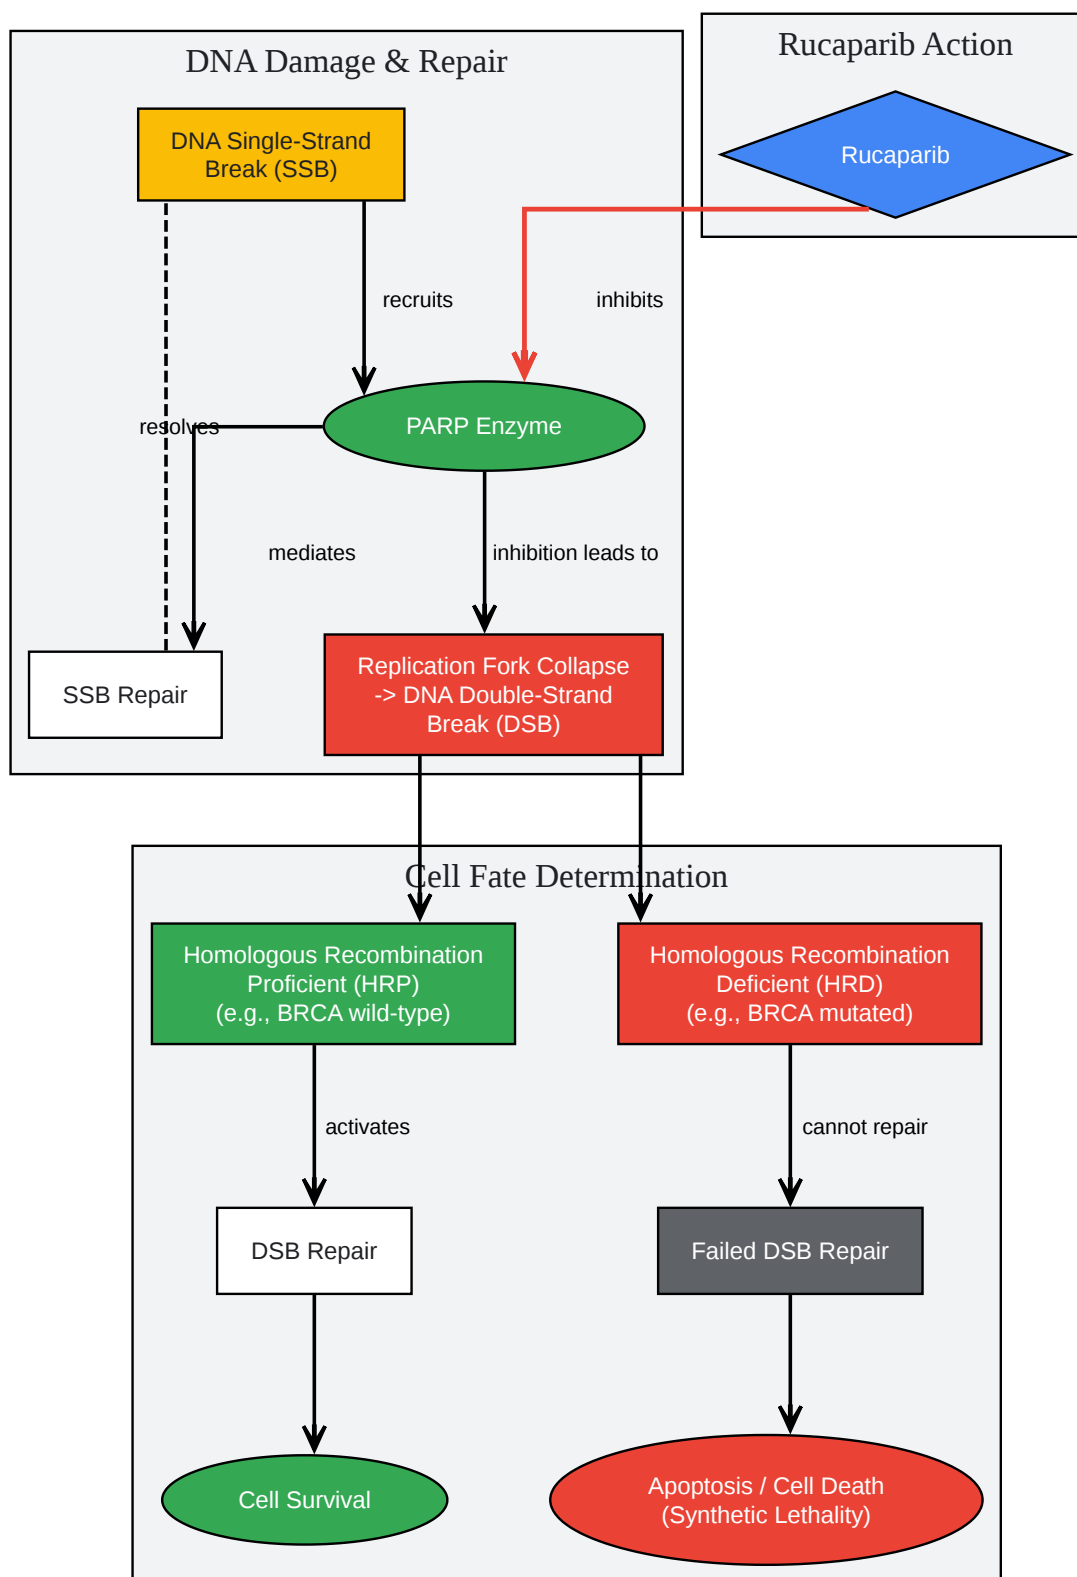 DNA Damage & Repair
Rucaparib Action
DNA Single-Strand
Break (SSB)
Rucaparib
recruits
inhibits
resolves
PARP Enzyme
mediates
inhibition leads to
SSB Repair
Replication Fork Collapse
-> DNA Double-Strand
Break (DSB)
Cell Fate Determination
Homologous Recombination
Proficient (HRP)
(e.g., BRCA wild-type)
Homologous Recombination
Deficient (HRD)
(e.g., BRCA mutated)
activates
cannot repair
DSB Repair
Failed DSB Repair
Cell Survival
Apoptosis / Cell Death
(Synthetic Lethality)